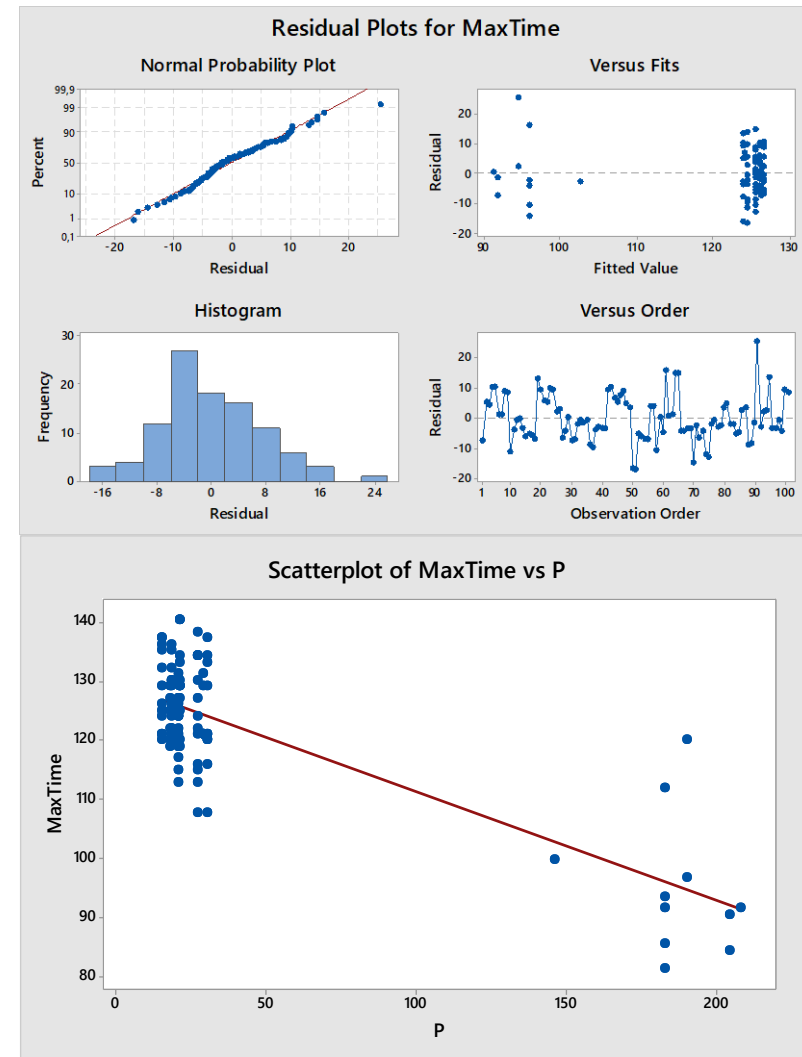 Residual Plots for MaxTime
Normal Probability Plot
99,9
99
90
50
10
1
0,1
Percent
-20 -10 0 10 20
Residual
Versus Fits
20
10
0
-10
-20
Residual
90 100 110 120 130
Fitted Value
Histogram
30
20
10
0
Frequency
-16 -8 0 8 16 24
Residual
Versus Order
20
10
0
-10
-20
Residual
1 10 20 30 40 50 60 70 80 90 100
Observation Order
Scatterplot of MaxTime vs P
140
130
120
110
100
90
80
MaxTime
0 50 100 150 200
P